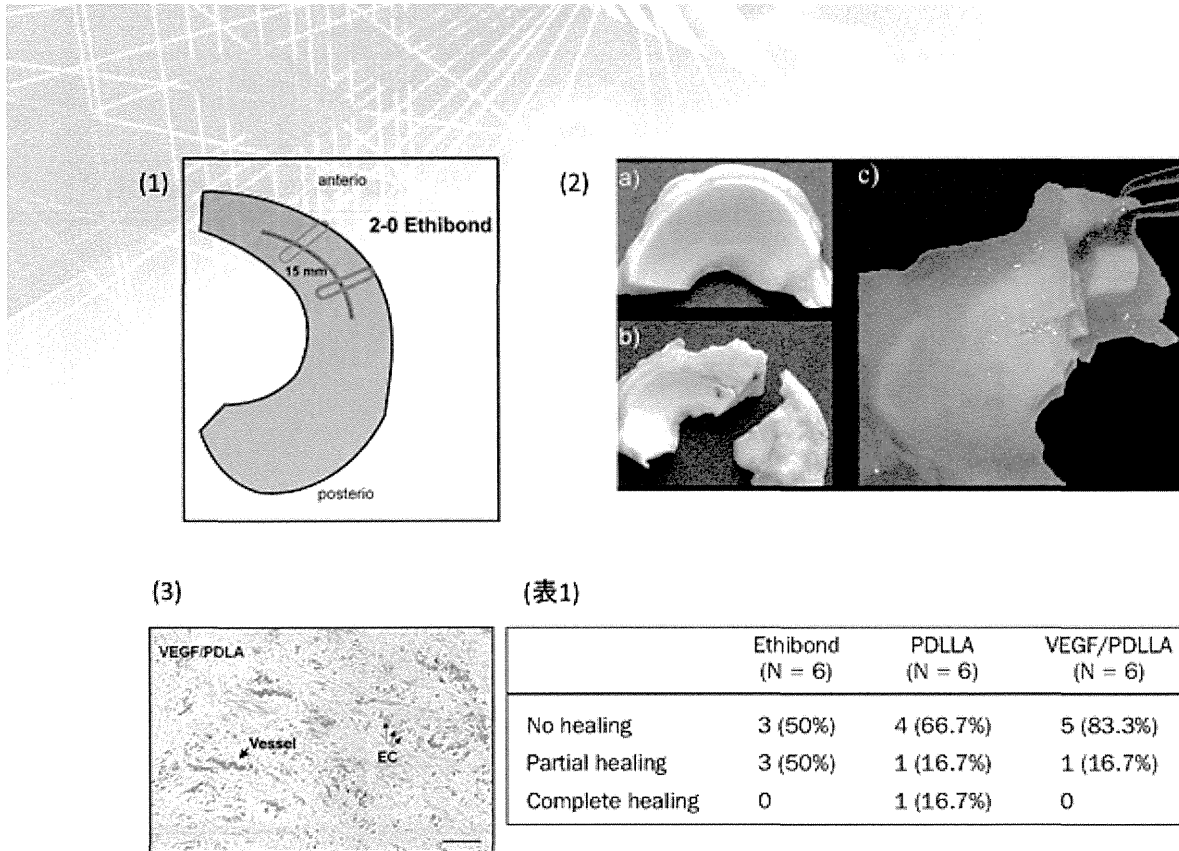 (1)
anterio
2-0 Ethibond
15 mm
posterio
(2)
a)
b)
c)
(3)
VEGF/PDLA
Vessel
EC
(表1)
Ethibond PDLLA VEGF/PDLLA
(N = 6) (N = 6) (N = 6)
No healing 3 (50%) 4 (66.7%) 5 (83.3%)
Partial healing 3 (50%) 1 (16.7%) 1 (16.7%)
Complete healing 0 1 (16.7%) 0